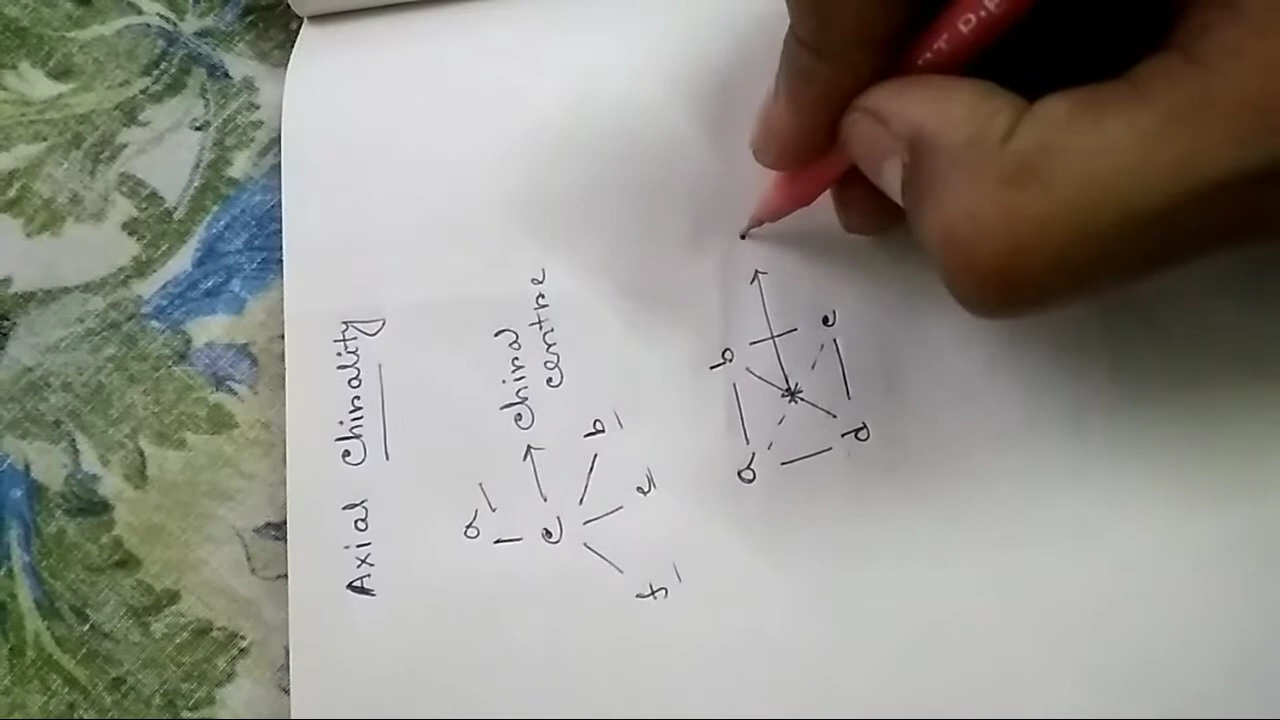 Axial Chirality
a
c → chiral
centre
b
e
f
a b
*
d c